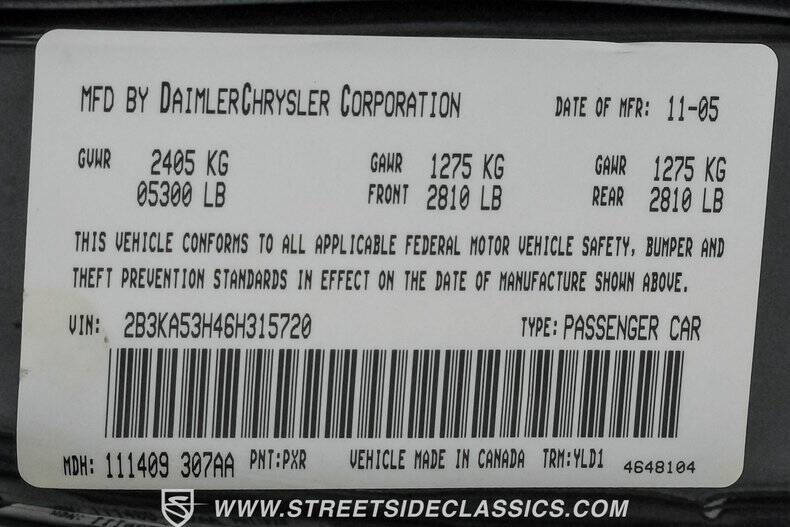 MFD BY DAIMLERCHRYSLER CORPORATION DATE OF MFR: 11-05
GVWR 2405 KG GAWR 1275 KG GAWR 1275 KG
05300 LB FRONT 2810 LB REAR 2810 LB
THIS VEHICLE CONFORMS TO ALL APPLICABLE FEDERAL MOTOR VEHICLE SAFETY, BUMPER AND
THEFT PREVENTION STANDARDS IN EFFECT ON THE DATE OF MANUFACTURE SHOWN ABOVE.
VIN: 2B3KA53H46H315720 TYPE: PASSENGER CAR
MDH: 111409 307AA PNT:PXR VEHICLE MADE IN CANADA TRM:YLD1 4648104
WWW.STREETSIDECLASSICS.COM